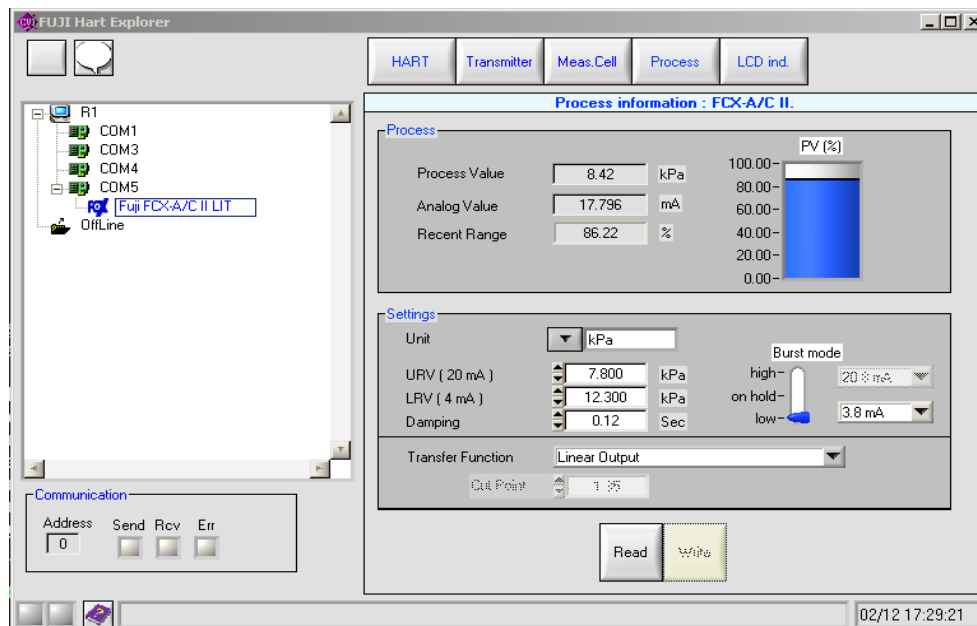 FUJI Hart Explorer
HART Transmitter Meas.Cell Process LCD ind.
R1
COM1
COM3
COM4
COM5
Fuji FCX-A/C II LIT
OffLine
Process information : FCX-A/C II.
Process
Process Value 8.42 kPa
Analog Value 17.796 mA
Recent Range 86.22 %
PV (%)
100.00-
80.00-
60.00-
40.00-
20.00-
0.00-
Settings
Unit kPa
URV ( 20 mA ) 7.800 kPa
LRV ( 4 mA ) 12.300 kPa
Damping 0.12 Sec
Burst mode
high-
on hold-
low-
3.8 mA
Transfer Function Linear Output
Cut Point
Communication
Address Send Rcv Err
0
Read Write
02/12 17:29:21